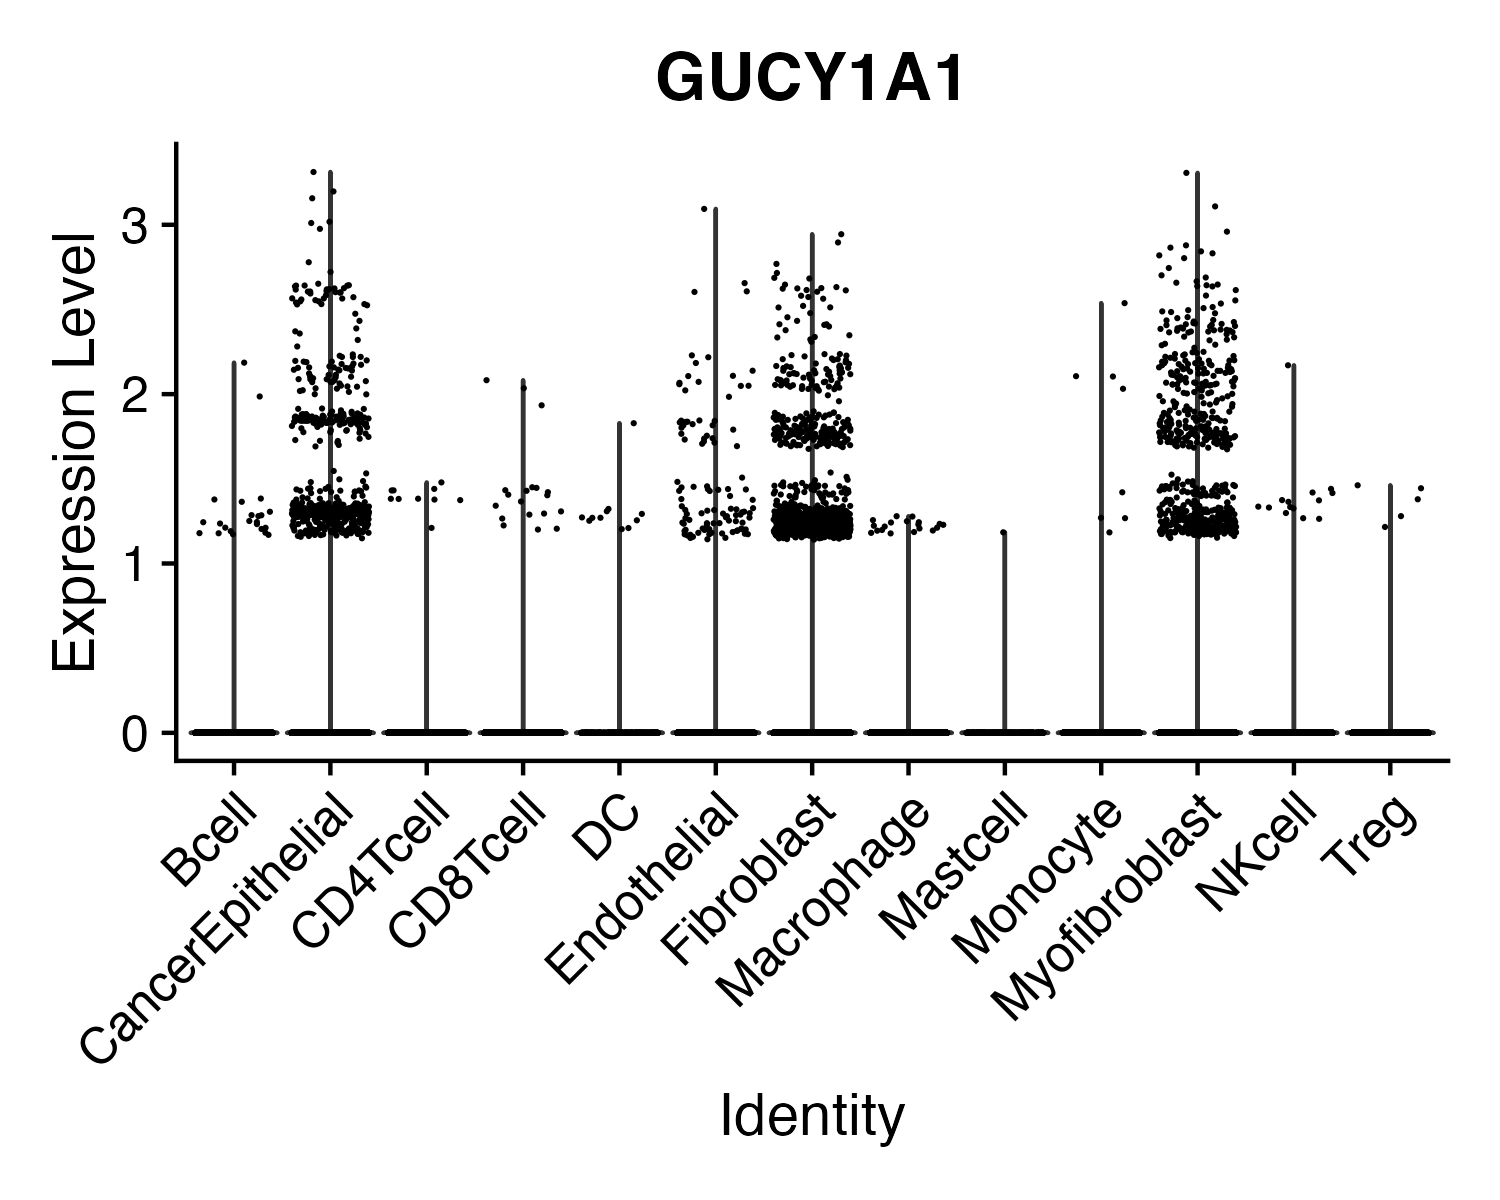 GUCY1A1
Expression Level
3
2
1
0
Bcell
CancerEpithelial
CD4Tcell
CD8Tcell
DC
Endothelial
Fibroblast
Macrophage
Mastcell
Monocyte
Myofibroblast
NKcell
Treg
Identity